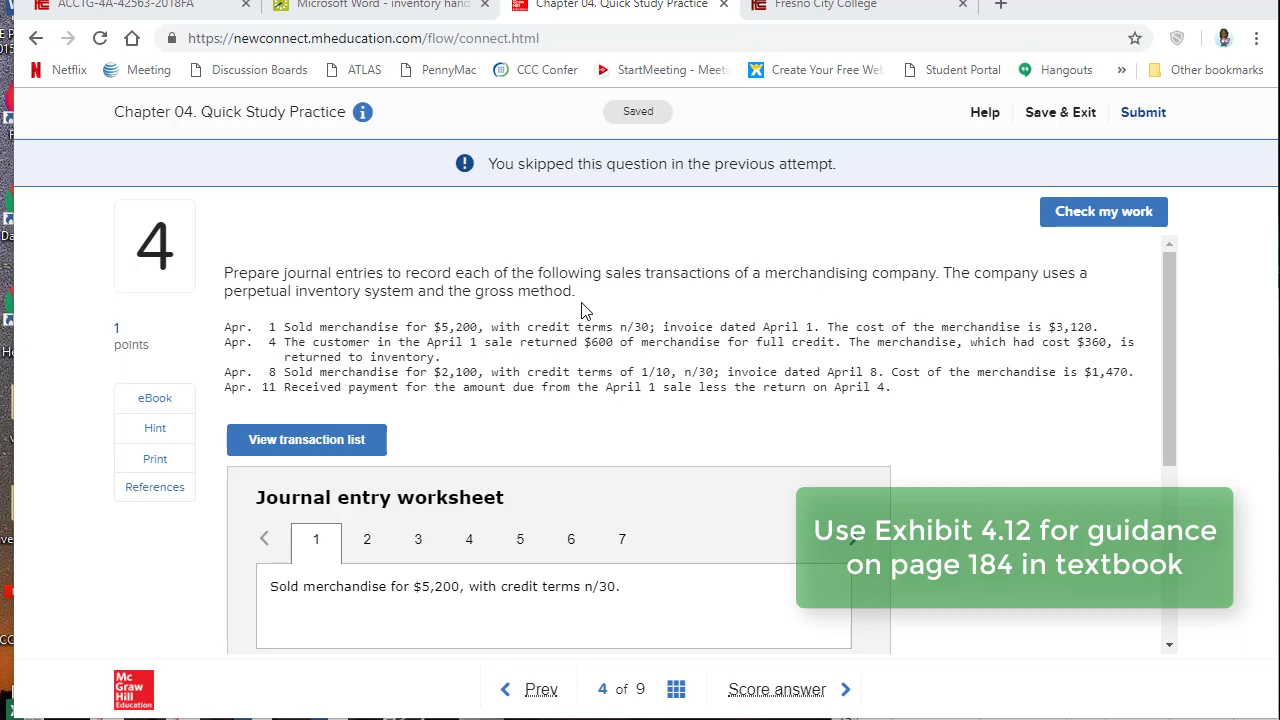 ACCTG-4A-42563-2018FA
Microsoft Word - inventory hand
Chapter 04. Quick Study Practice
Fresno City College
https://newconnect.mheducation.com/flow/connect.html
Netflix
Meeting
Discussion Boards
ATLAS
PennyMac
CCC Confer
StartMeeting - Meeti
Create Your Free Web
Student Portal
Hangouts
»
Other bookmarks
Chapter 04. Quick Study Practice
Saved
Help
Save & Exit
Submit
You skipped this question in the previous attempt.
4
Check my work
Prepare journal entries to record each of the following sales transactions of a merchandising company. The company uses a
perpetual inventory system and the gross method.
1
points
Apr. 1 Sold merchandise for $5,200, with credit terms n/30; invoice dated April 1. The cost of the merchandise is $3,120.
Apr. 4 The customer in the April 1 sale returned $600 of merchandise for full credit. The merchandise, which had cost $360, is
returned to inventory.
Apr. 8 Sold merchandise for $2,100, with credit terms of 1/10, n/30; invoice dated April 8. Cost of the merchandise is $1,470.
Apr. 11 Received payment for the amount due from the April 1 sale less the return on April 4.
eBook
Hint
Print
References
View transaction list
Journal entry worksheet
1 2 3 4 5 6 7
Sold merchandise for $5,200, with credit terms n/30.
Use Exhibit 4.12 for guidance
on page 184 in textbook
Mc
Graw
Hill
Education
Prev
4 of 9
Score answer